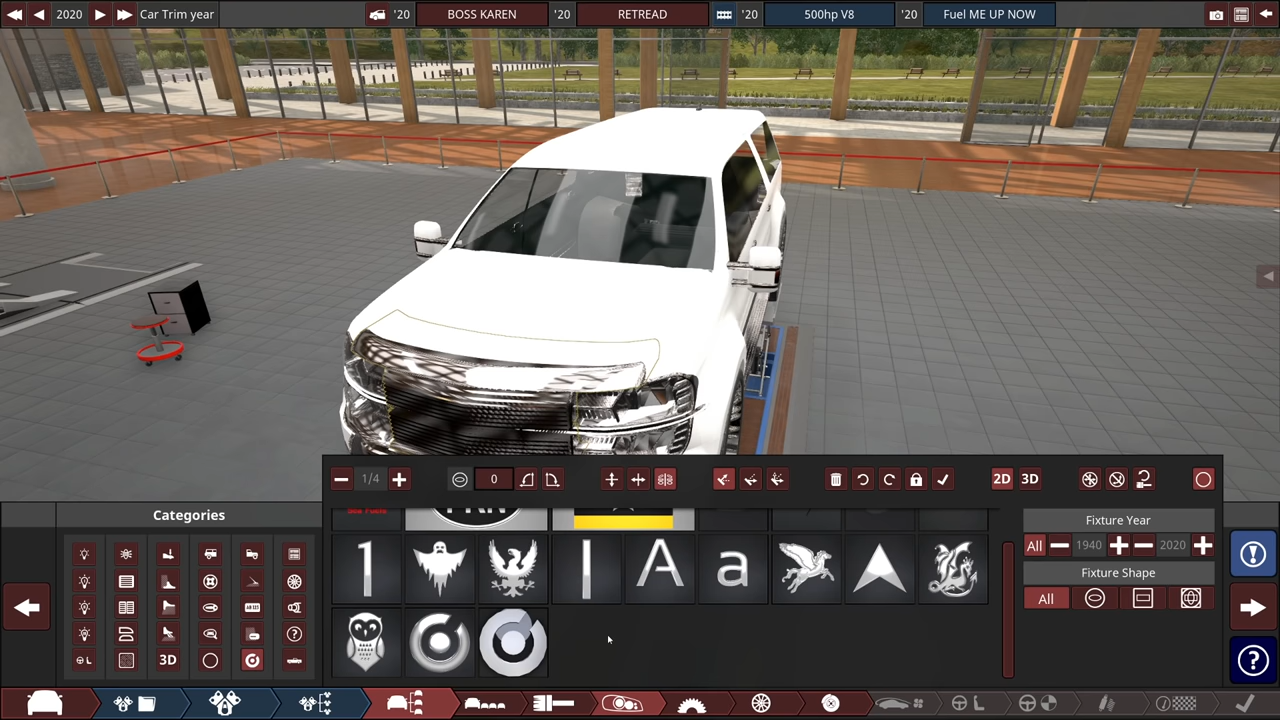 2020 Car Trim year '20 BOSS KAREN '20 RETREAD '20 500hp V8 '20 Fuel ME UP NOW
1/4 0 2D 3D
Categories
Fixture Year
All 1940 2020
Fixture Shape
All
1 I A a
3D
L
?